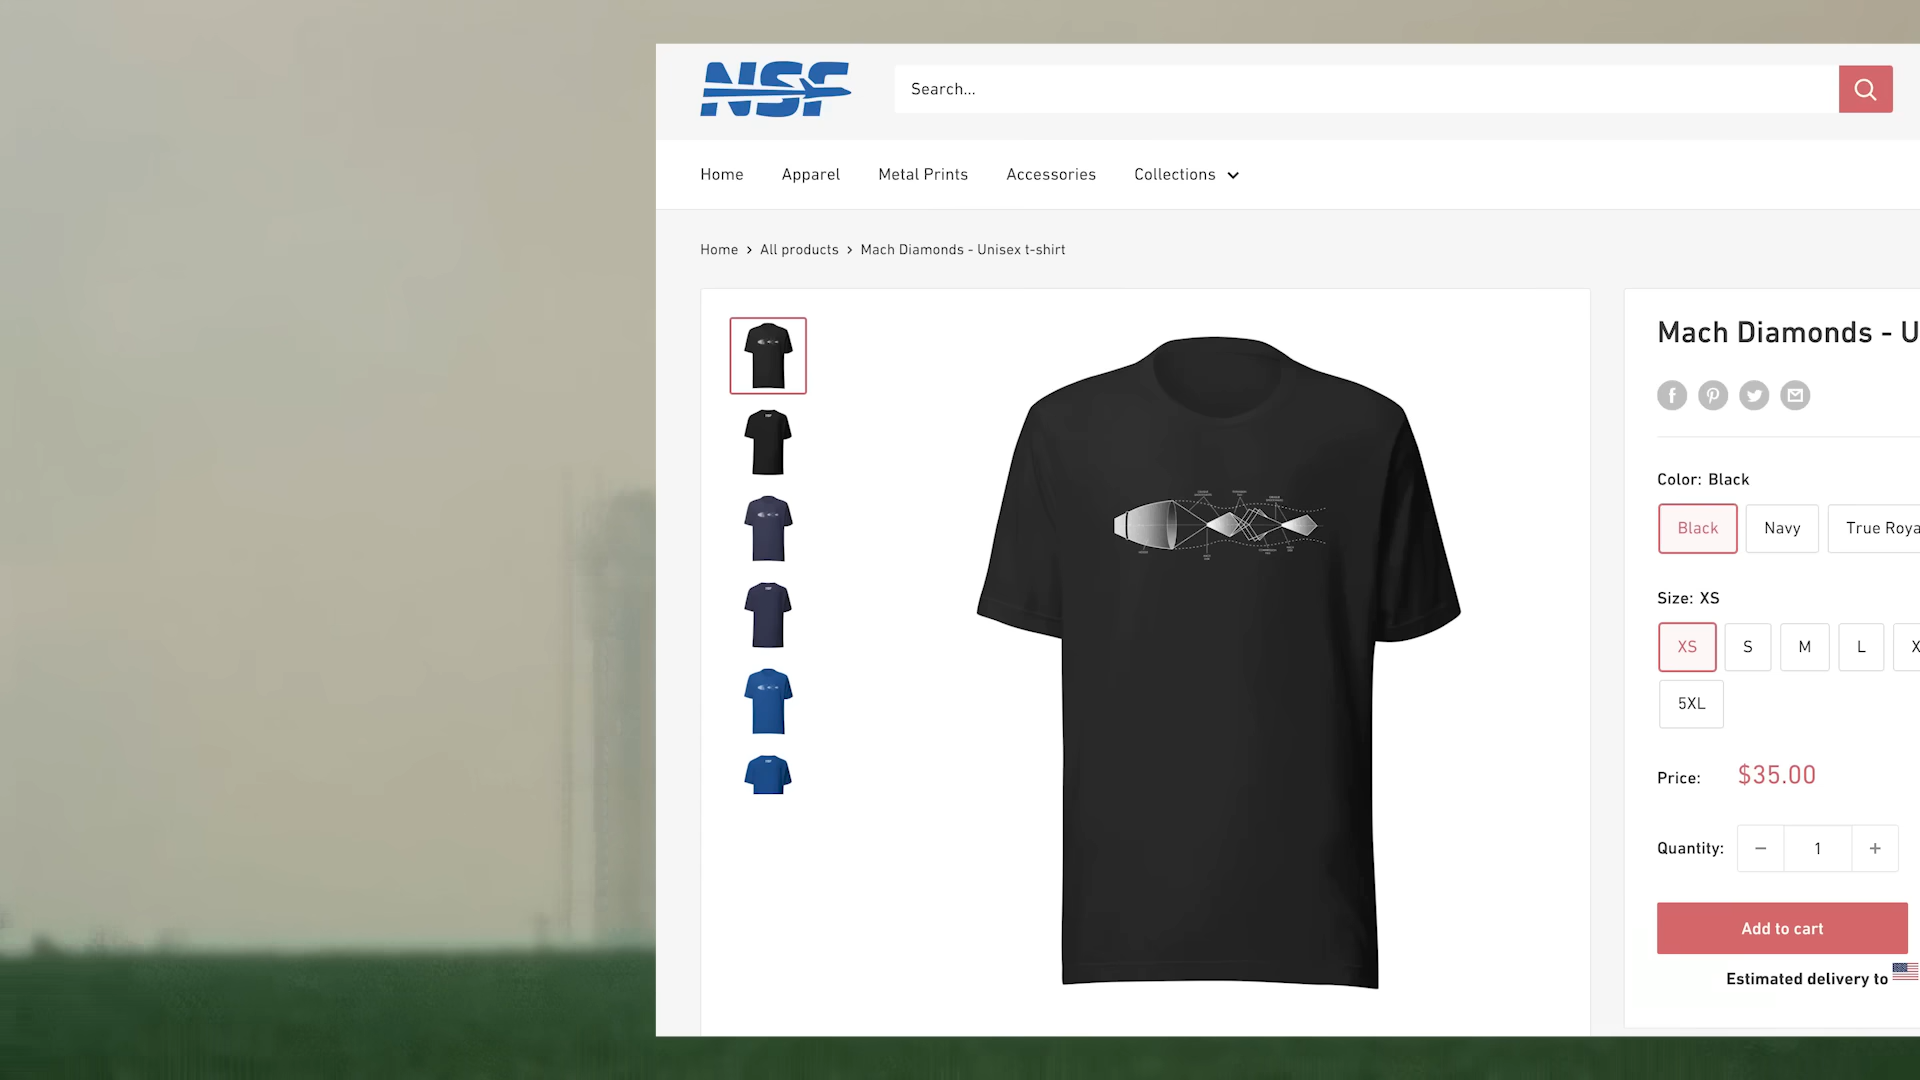 NSF
Search...
Home Apparel Metal Prints Accessories Collections
Home > All products > Mach Diamonds - Unisex t-shirt
Mach Diamonds - U
Color: Black
Black Navy True Roya
Size: XS
XS S M L X
5XL
Price: $35.00
Quantity: − 1 +
Add to cart
Estimated delivery to